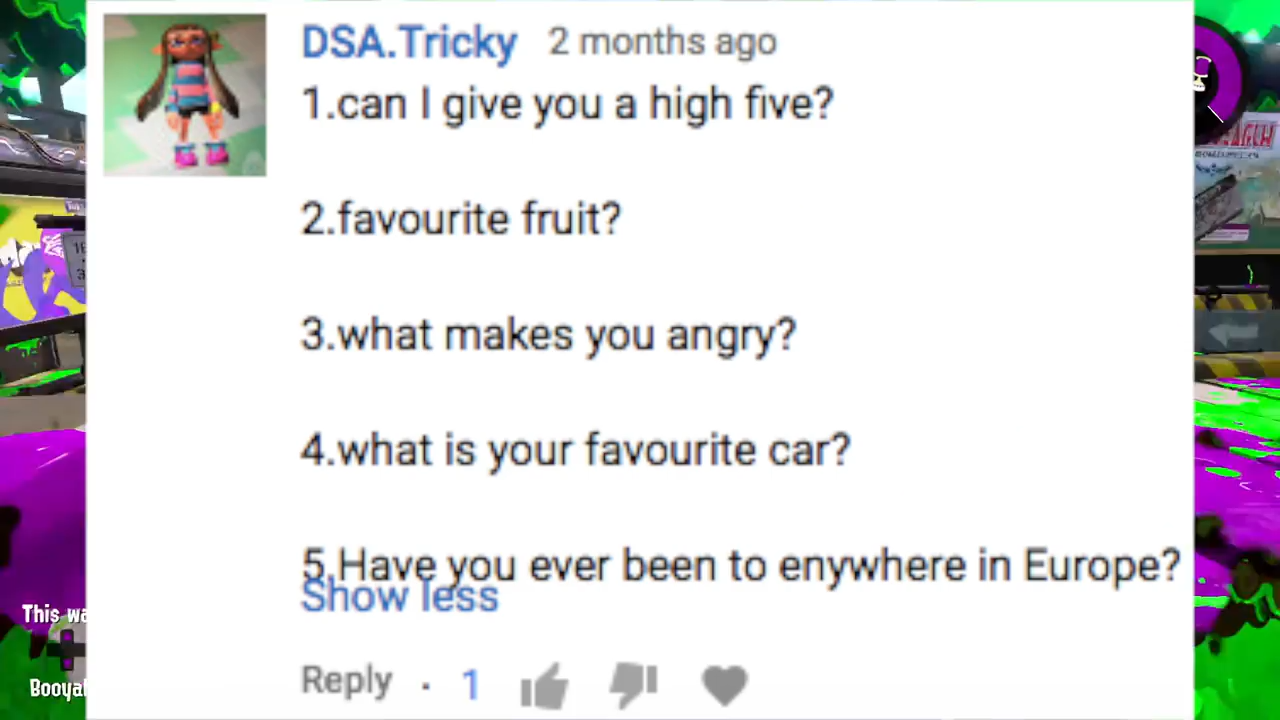 DSA.Tricky 2 months ago
1.can I give you a high five?
2.favourite fruit?
3.what makes you angry?
4.what is your favourite car?
5.Have you ever been to enywhere in Europe?
Show less
Reply · 1
This wa
Booyah